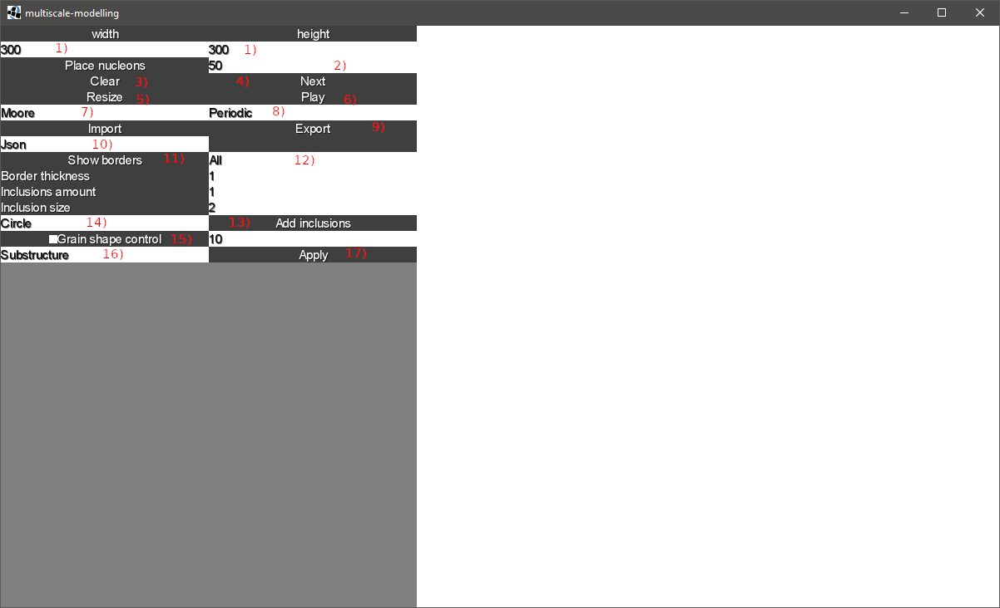 multiscale-modelling
width height
300 1) 300 1)
Place nucleons 50 2)
Clear 3) 4) Next
Resize 5) Play 6)
Moore 7) Periodic 8)
Import Export 9)
Json 10)
Show borders 11) All 12)
Border thickness 1
Inclusions amount 1
Inclusion size 2
Circle 14) 13) Add inclusions
Grain shape control 15) 10
Substructure 16) Apply 17)